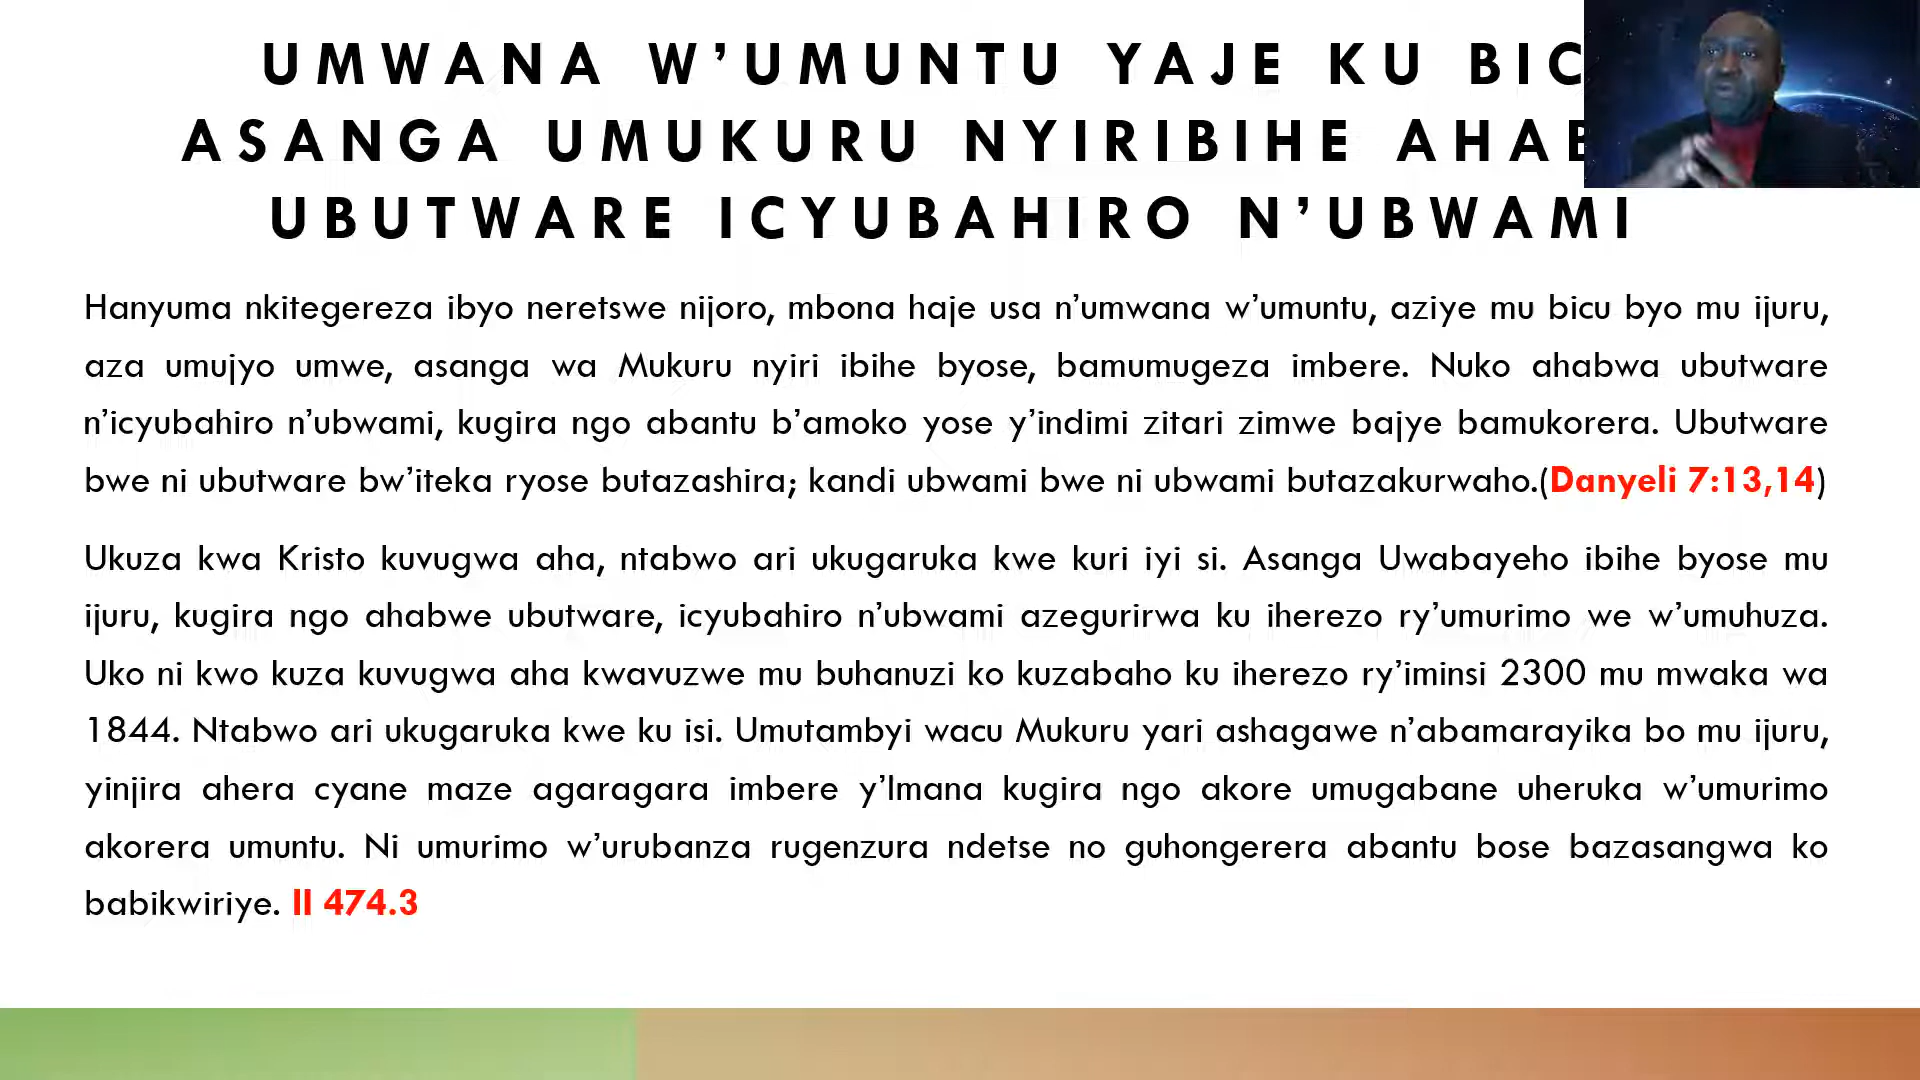 UMWANA W’UMUNTU YAJE KU
ASANGA UMUKURU NYIRIBIHE
UBUTWARE ICYUBAHIRO N’UBWAMI
Hanyuma nkitegereza ibyo neretswe nijoro, mbona haje usa n’umwana w’umuntu, aziye mu bicu byo mu ijuru,
aza umujyo umwe, asanga wa Mukuru nyiri ibihe byose, bamumugeza imbere. Nuko ahabwa ubutware
n’icyubahiro n’ubwami, kugira ngo abantu b’amoko yose y’indimi zitari zimwe bajye bamukorera. Ubutware
bwe ni ubutware bw’iteka ryose butazashira; kandi ubwami bwe ni ubwami butazakurwaho.(Danyeli 7:13,14)
Ukuza kwa Kristo kuvugwa aha, ntabwo ari ukugaruka kwe kuri iyi si. Asanga Uwabayeho ibihe byose mu
ijuru, kugira ngo ahabwe ubutware, icyubahiro n’ubwami azegurirwa ku iherezo ry’umurimo we w’umuhuza.
Uko ni kwo kuza kuvugwa aha kwavuzwe mu buhanuzi ko kuzabaho ku iherezo ry’iminsi 2300 mu mwaka wa
1844. Ntabwo ari ukugaruka kwe ku isi. Umutambyi wacu Mukuru yari ashagawe n’abamarayika bo mu ijuru,
yinjira ahera cyane maze agaragara imbere y’Imana kugira ngo akore umugabane uheruka w’umurimo
akorera umuntu. Ni umurimo w’urubanza rugenzura ndetse no guhongerera abantu bose bazasangwa ko
babikwiriye. II 474.3